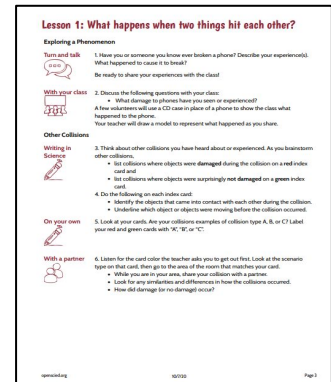 Lesson 1: What happens when two things hit each other?
Exploring a Phenomenon
Turn and talk
1. Have you or someone you know ever broken a phone? Describe your experience(s).
What happened to cause it to break?
Be ready to share your experiences with the class!
With your class
2. Discuss the following questions with your class:
• What damage to phones have you seen or experienced?
A few volunteers will use a CD case in place of a phone to show the class what
happened to the phone.
Your teacher will draw a model to represent what happened as you share.
Other Collisions
Writing in
Science
3. Think about other collisions you have heard about or experienced. As you brainstorm
other collisions,
• list collisions where objects were damaged during the collision on a red index
card and
• list collisions where objects were surprisingly not damaged on a green index
card.
4. Do the following on each index card:
• Identify the objects that came into contact with each other during the collision.
• Underline which object or objects were moving before the collision occurred.
On your own
5. Look at your cards. Are your collisions examples of collision type A, B, or C? Label
your red and green cards with "A", "B", or "C".
With a partner
6. Listen for the card color the teacher asks you to get out first. Look at the scenario
type on that card, then go to the area of the room that matches your card.
• While you are in your area, share your collision with a partner.
• Look for any similarities and differences in how the collisions occurred.
• How did damage (or no damage) occur?
openscied.org
Page 3